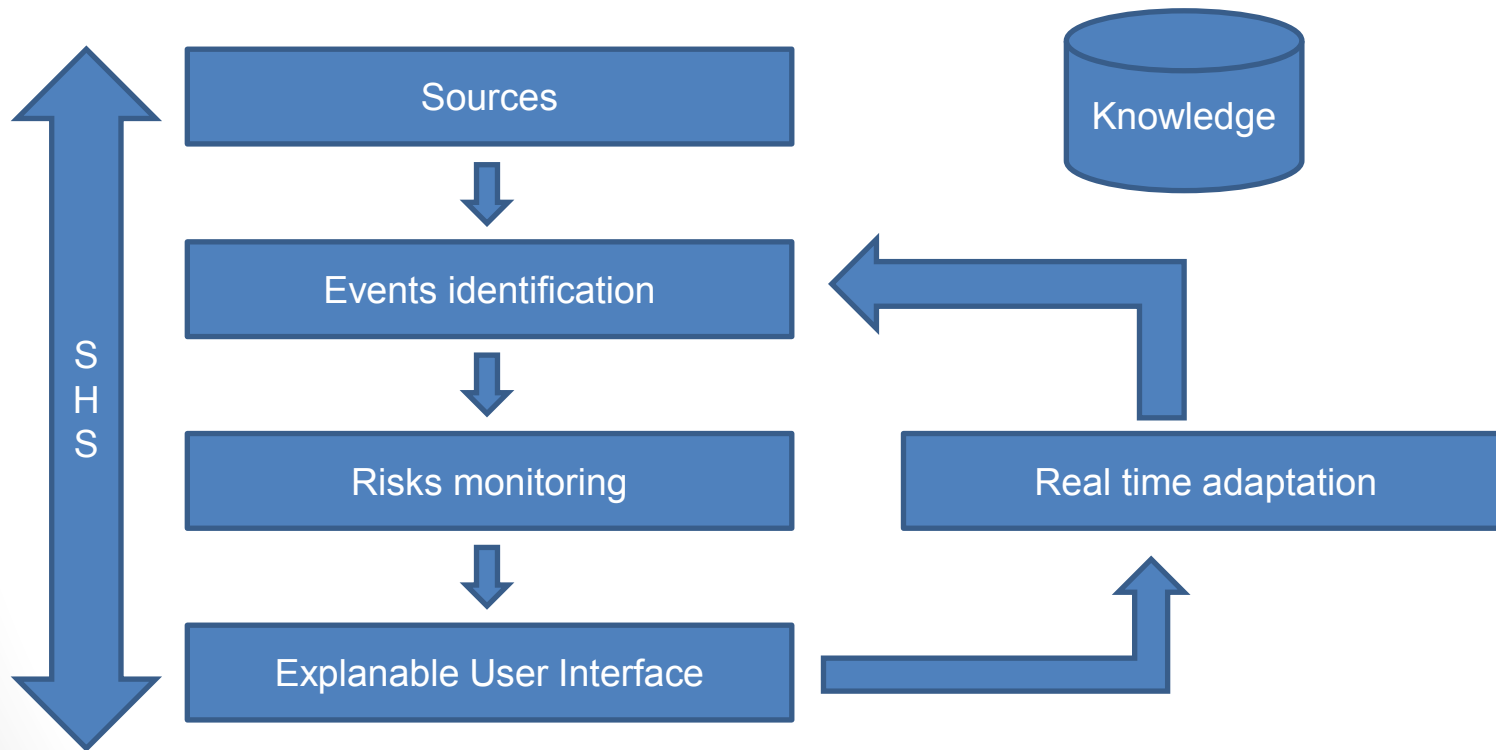 Sources
Knowledge
Events identification
S
H
S
Risks monitoring
Real time adaptation
Explanable User Interface